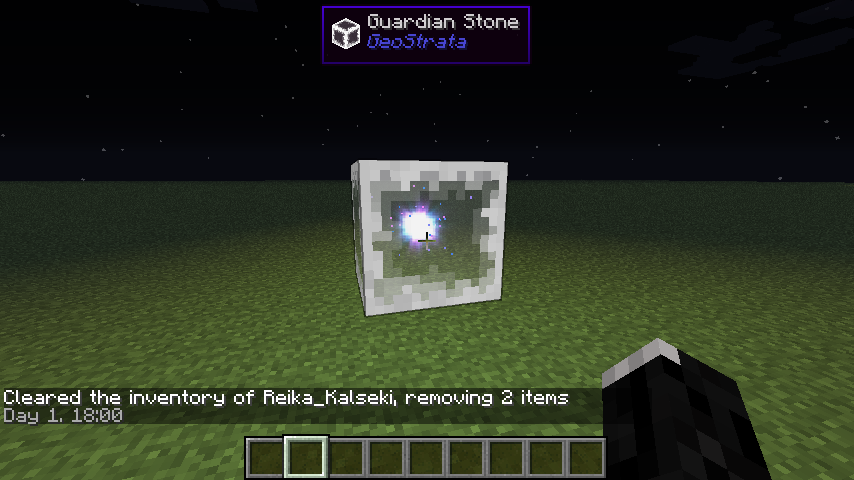 Guardian Stone
GeoStrata
Cleared the inventory of Reika_Kalseki, removing 2 items
Day 1, 18:00